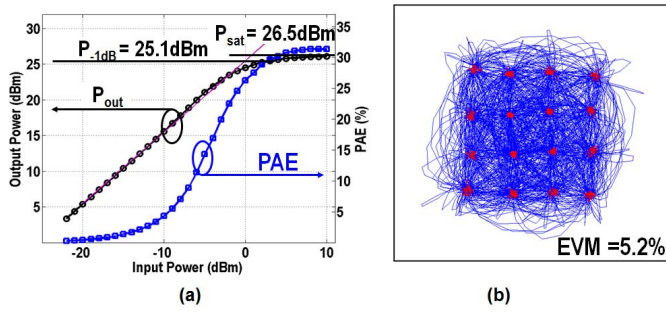 P-1dB = 25.1dBm
Psat = 26.5dBm
Pout
PAE
Output Power (dBm)
30
25
20
15
10
5
PAE (%)
35
30
25
20
15
10
5
-20
-10
0
10
Input Power (dBm)
(a)
EVM =5.2%
(b)